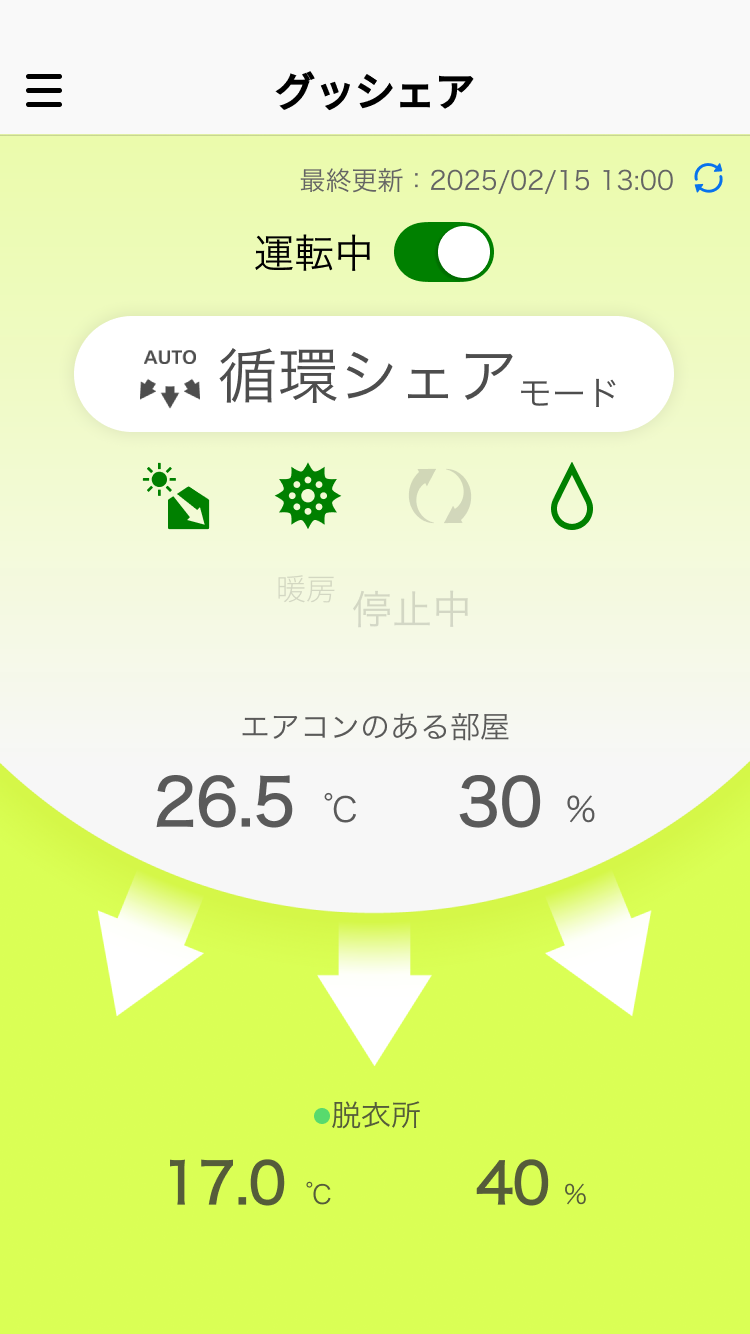 グッシェア
最終更新：2025/02/15 13:00
運転中
AUTO
循環シェア モード
暖房 停止中
エアコンのある部屋
26.5 ℃ 30 %
脱衣所
17.0 ℃ 40 %